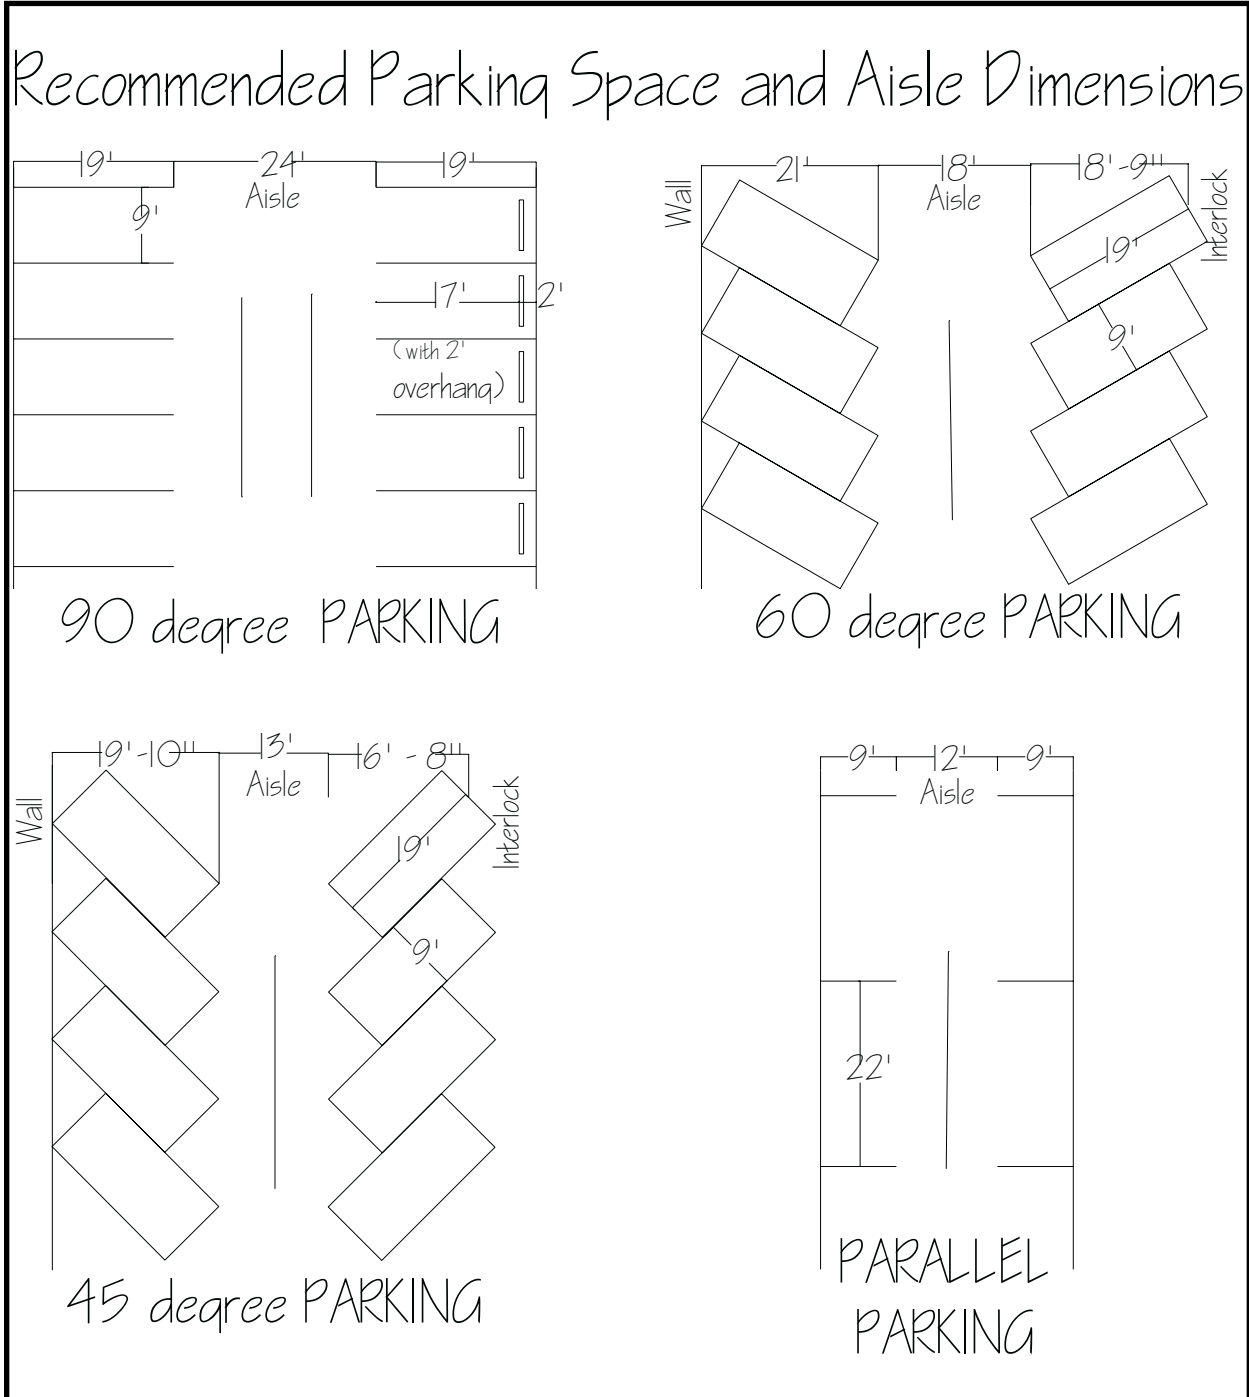 Recommended Parking Space and Aisle Dimensions
19' 24' 19'
Aisle
9'
17' 2'
(with 2'
overhang)
90 degree PARKING
21' 18' 18'-9"
Wall Aisle Interlock
19'
9'
60 degree PARKING
19'-10" 13' 16' - 8"
Wall Aisle Interlock
19'
9'
45 degree PARKING
9' 12' 9'
Aisle
22'
PARALLEL
PARKING